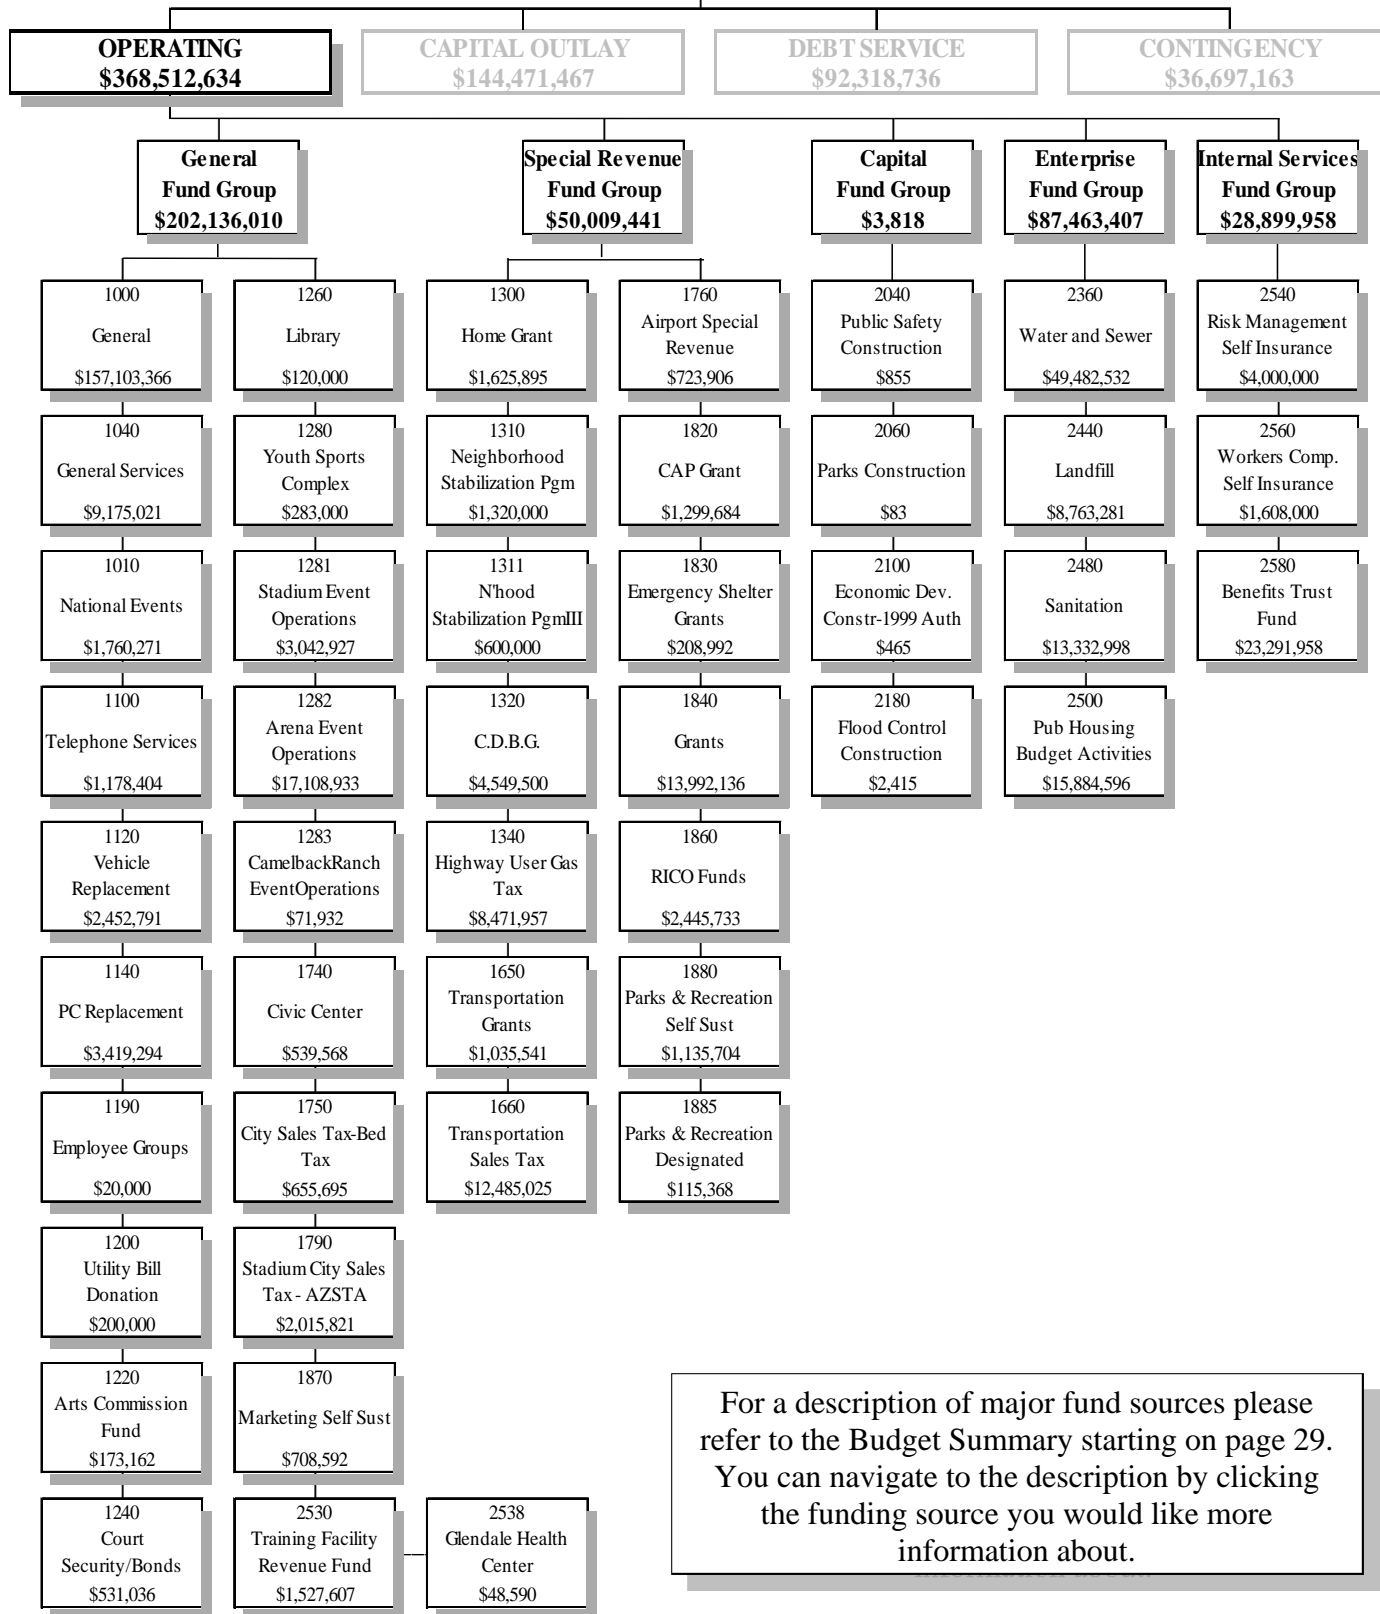 OPERATING
$368,512,634
CAPITAL OUTLAY
$144,471,467
DEBT SERVICE
$92,318,736
CONTINGENCY
$36,697,163
General
Fund Group
$202,136,010
Special Revenue
Fund Group
$50,009,441
Capital
Fund Group
$3,818
Enterprise
Fund Group
$87,463,407
Internal Services
Fund Group
$28,899,958
1000
General
$157,103,366
1260
Library
$120,000
1300
Home Grant
$1,625,895
1760
Airport Special
Revenue
$723,906
2040
Public Safety
Construction
$855
2360
Water and Sewer
$49,482,532
2540
Risk Management
Self Insurance
$4,000,000
1040
General Services
$9,175,021
1280
Youth Sports
Complex
$283,000
1310
Neighborhood
Stabilization Pgm
$1,320,000
1820
CAP Grant
$1,299,684
2060
Parks Construction
$83
2440
Landfill
$8,763,281
2560
Workers Comp.
Self Insurance
$1,608,000
1010
National Events
$1,760,271
1281
Stadium Event
Operations
$3,042,927
1311
N'hood
Stabilization PgmIII
$600,000
1830
Emergency Shelter
Grants
$208,992
2100
Economic Dev.
Constr-1999 Auth
$465
2480
Sanitation
$13,332,998
2580
Benefits Trust
Fund
$23,291,958
1100
Telephone Services
$1,178,404
1282
Arena Event
Operations
$17,108,933
1320
C.D.B.G.
$4,549,500
1840
Grants
$13,992,136
2180
Flood Control
Construction
$2,415
2500
Pub Housing
Budget Activities
$15,884,596
1120
Vehicle
Replacement
$2,452,791
1283
CamelbackRanch
EventOperations
$71,932
1340
Highway User Gas
Tax
$8,471,957
1860
RICO Funds
$2,445,733
1140
PC Replacement
$3,419,294
1740
Civic Center
$539,568
1650
Transportation
Grants
$1,035,541
1880
Parks & Recreation
Self Sust
$1,135,704
1190
Employee Groups
$20,000
1750
City Sales Tax-Bed
Tax
$655,695
1660
Transportation
Sales Tax
$12,485,025
1885
Parks & Recreation
Designated
$115,368
1200
Utility Bill
Donation
$200,000
1790
Stadium City Sales
Tax - AZSTA
$2,015,821
1220
Arts Commission
Fund
$173,162
1870
Marketing Self Sust
$708,592
1240
Court
Security/Bonds
$531,036
2530
Training Facility
Revenue Fund
$1,527,607
2538
Glendale Health
Center
$48,590
For a description of major fund sources please
refer to the Budget Summary starting on page 29.
You can navigate to the description by clicking
the funding source you would like more
information about.